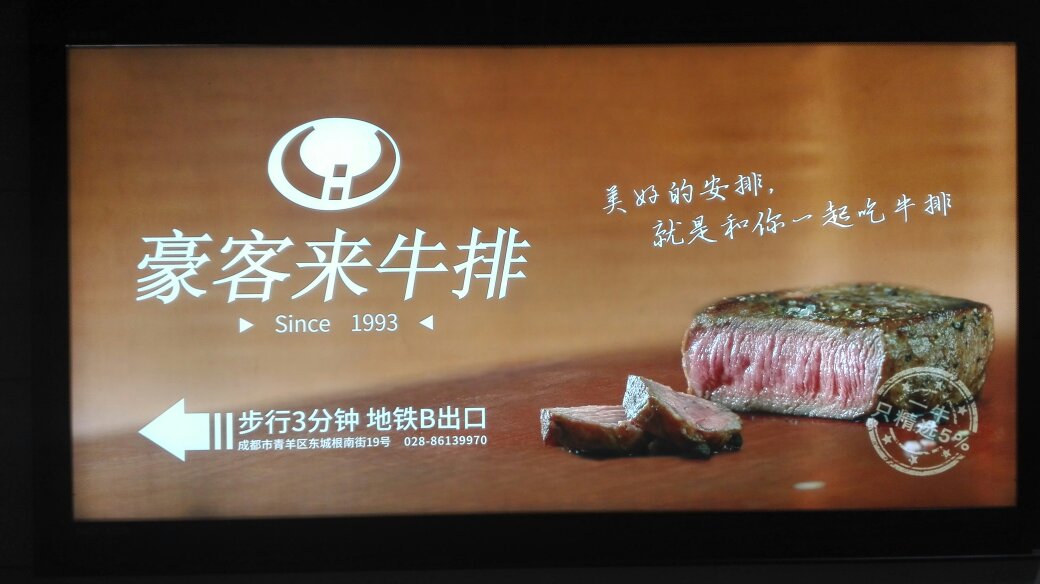 豪客来牛排
Since 1993
美好的安排，
就是和你一起吃牛排
步行3分钟 地铁B出口
成都市青羊区东城根南街19号 028-86139970
一年
只精选5%